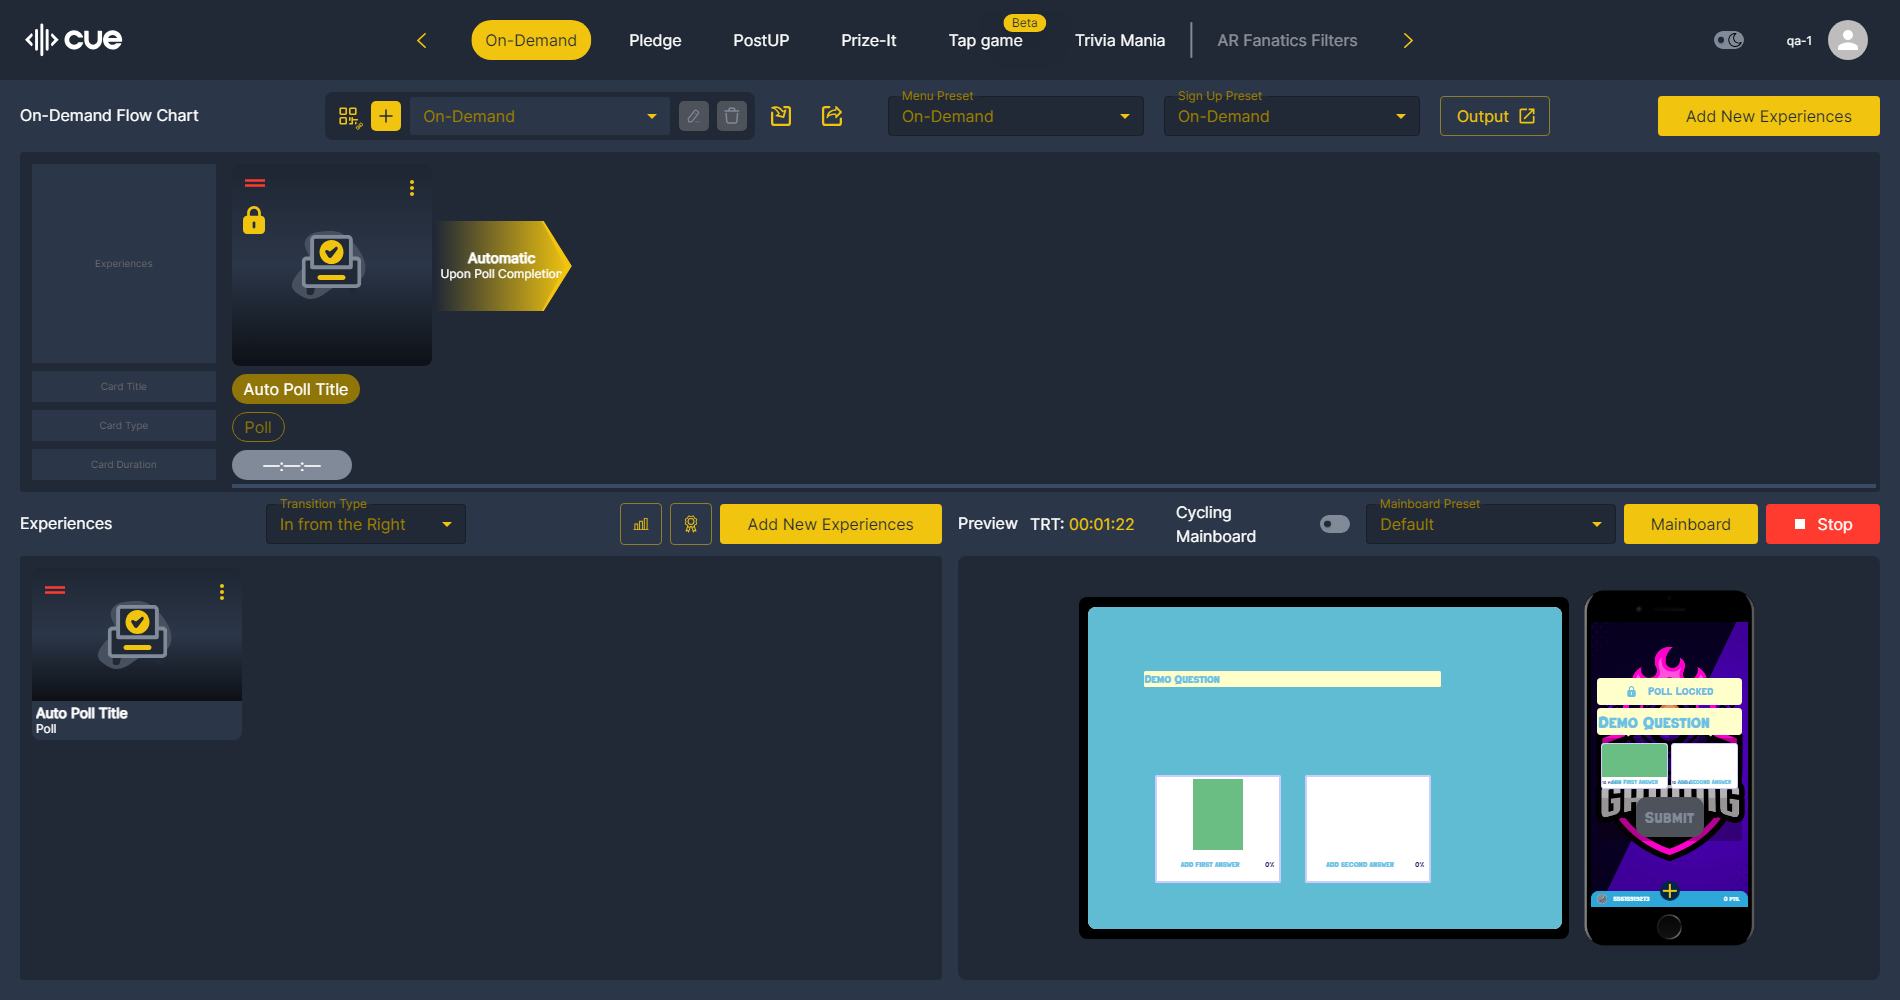 cue
On-Demand
Pledge
PostUP
Prize-It
Tap game
Beta
Trivia Mania
AR Fanatics Filters
qa-1
On-Demand Flow Chart
On-Demand
Menu Preset
On-Demand
Sign Up Preset
On-Demand
Output
Add New Experiences
Experiences
Automatic
Upon Poll Completion
Card Title
Auto Poll Title
Card Type
Poll
Card Duration
—:—:—
Experiences
Transition Type
In from the Right
Add New Experiences
Preview
TRT: 00:01:22
Cycling
Mainboard
Mainboard Preset
Default
Mainboard
Stop
Auto Poll Title
Poll
Demo Question
Add First Answer
0%
Add Second Answer
0%
Poll Locked
Demo Question
Add First Answer
Add Second Answer
GAMING
Submit
0 PTS.